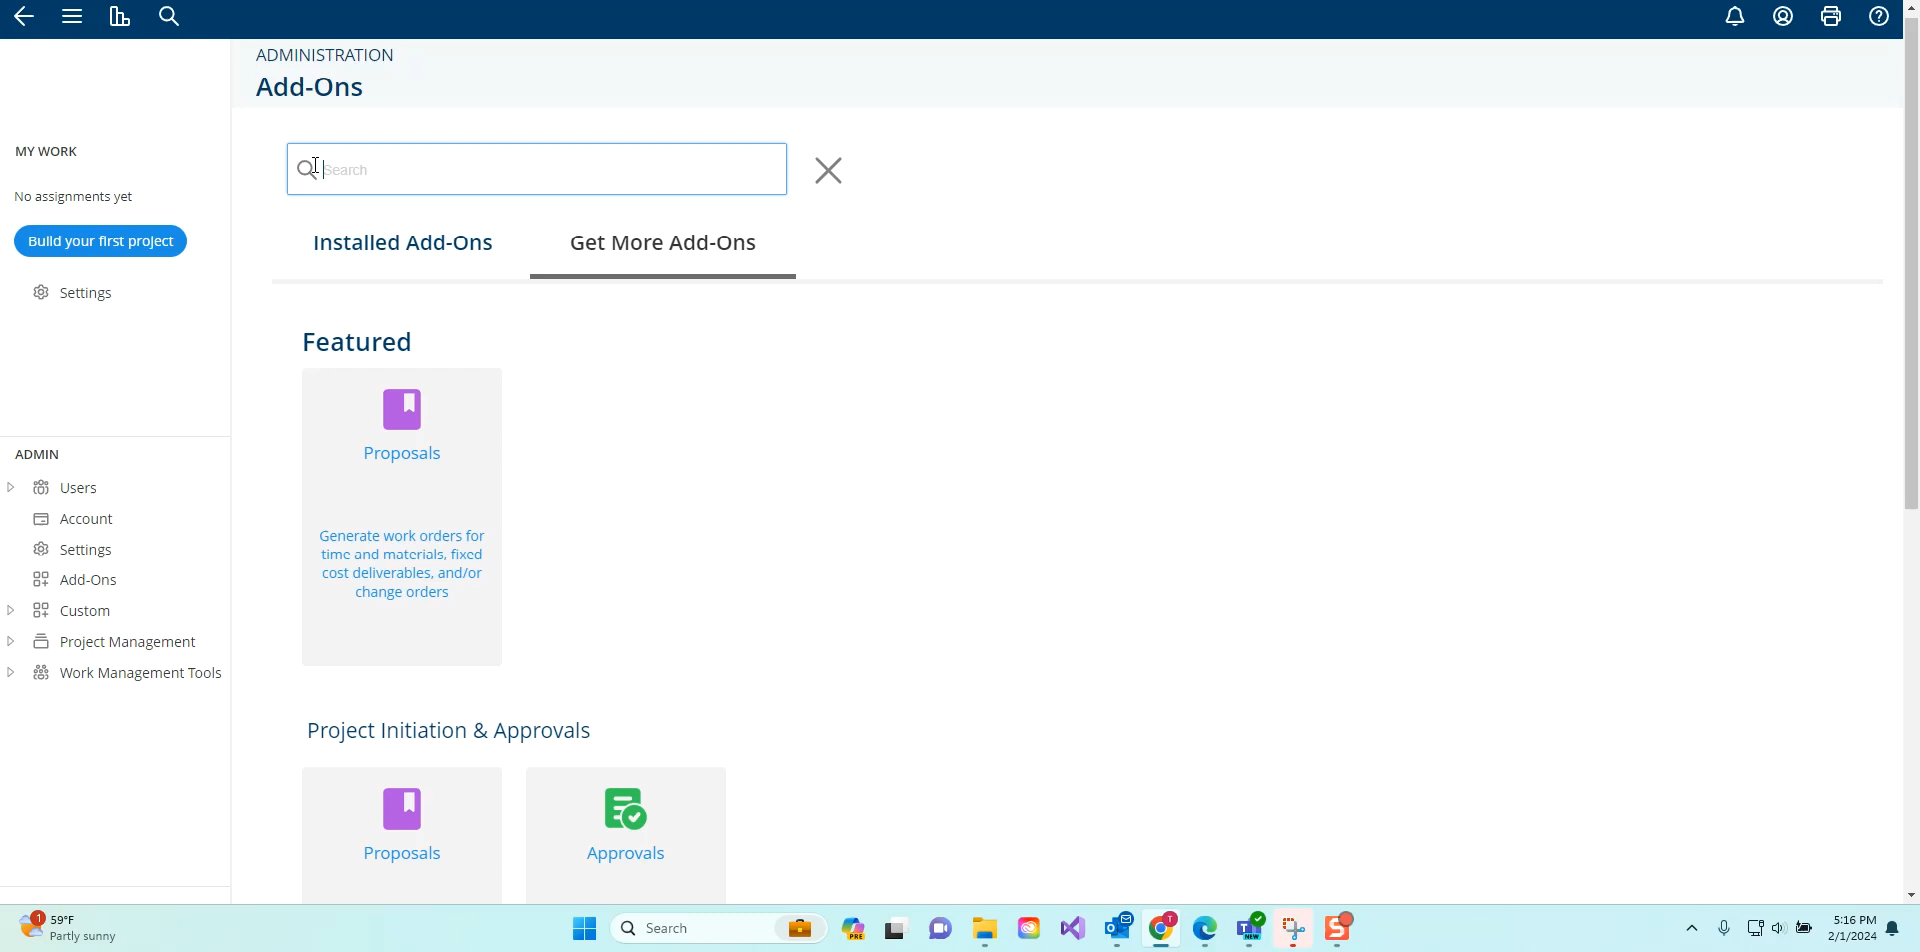 ADMINISTRATION
Add-Ons
MY WORK
No assignments yet
Build your first project
Settings
Search
Installed Add-Ons
Get More Add-Ons
Featured
Proposals
Generate work orders for
time and materials, fixed
cost deliverables, and/or
change orders
ADMIN
Users
Account
Settings
Add-Ons
Custom
Project Management
Work Management Tools
Project Initiation & Approvals
Proposals
Approvals
1
59°F
Partly sunny
Search
PRE
T
NEW
5:16 PM
2/1/2024